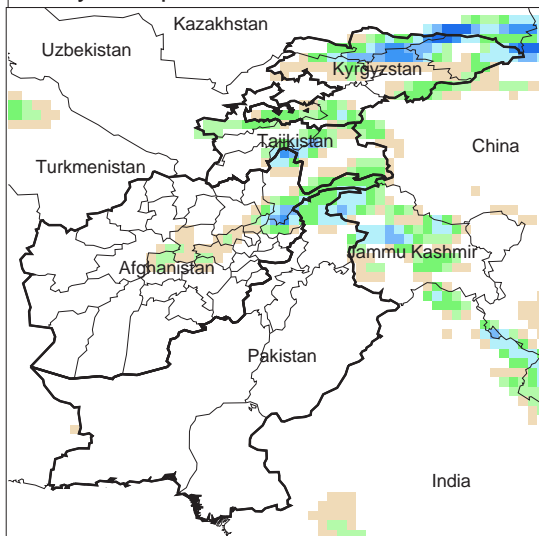 Kazakhstan
Uzbekistan
Kyrgyzstan
Tajikistan
China
Turkmenistan
Jammu Kashmir
Afghanistan
Pakistan
India